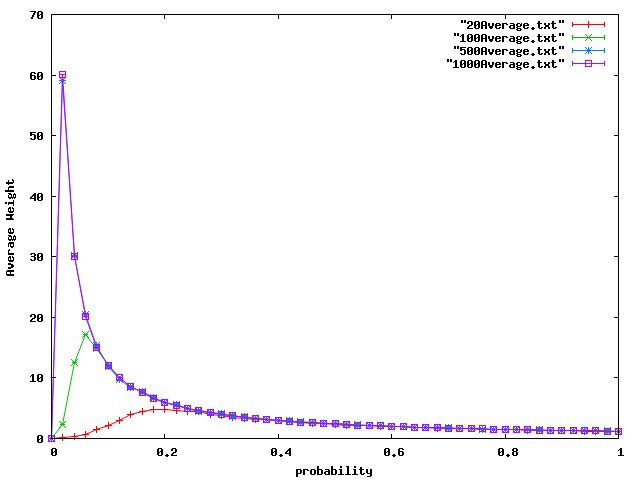 70
"20Average.txt"
"100Average.txt"
"500Average.txt"
"1000Average.txt"
60
50
40
30
20
10
0
Average Weight
0 0.2 0.4 0.6 0.8 1
probability